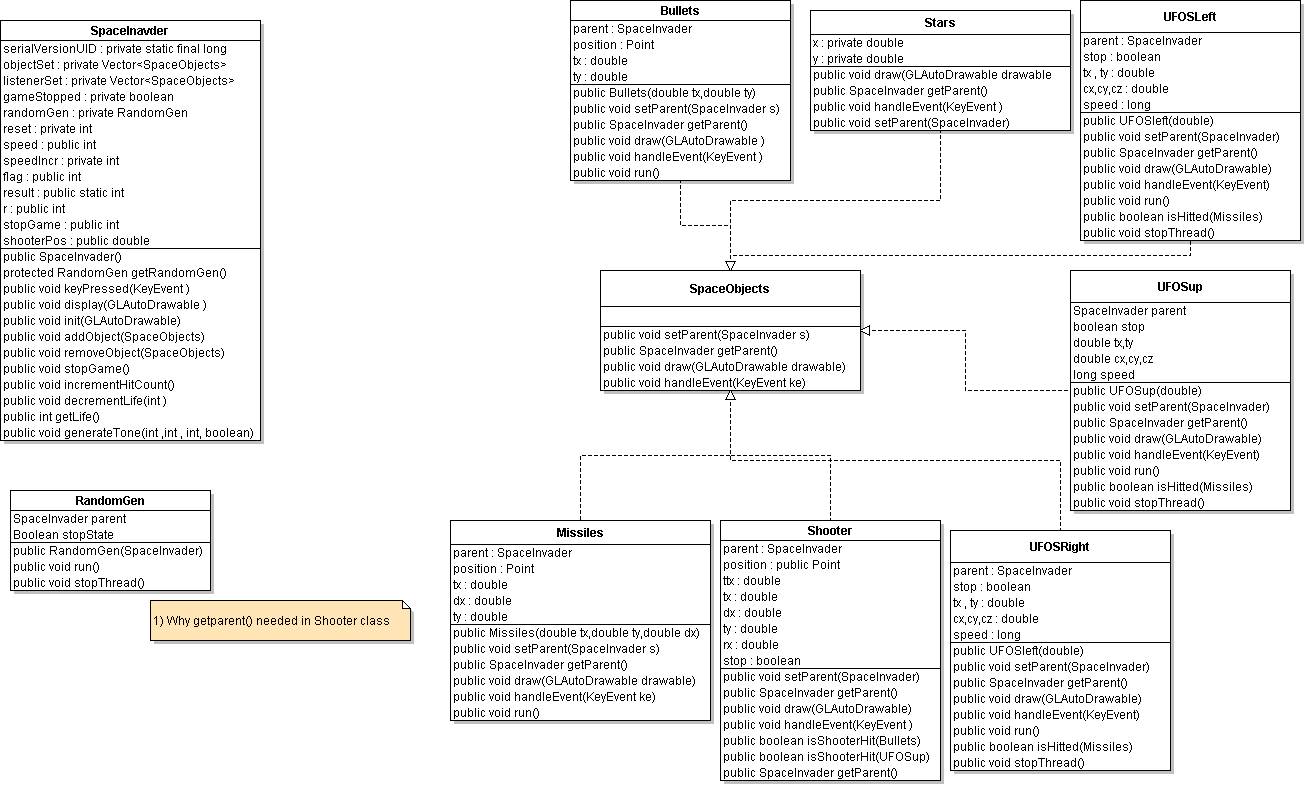 SpaceInavder
serialVersionUID : private static final long
objectSet : private Vector<SpaceObjects>
listenerSet : private Vector<SpaceObjects>
gameStopped : private boolean
randomGen : private RandomGen
reset : private int
speed : public int
speedIncr : private int
flag : public int
result : public static int
r : public int
stopGame : public int
shooterPos : public double
public SpaceInvader()
protected RandomGen getRandomGen()
public void keyPressed(KeyEvent )
public void display(GLAutoDrawable )
public void init(GLAutoDrawable)
public void addObject(SpaceObjects)
public void removeObject(SpaceObjects)
public void stopGame()
public void incrementHitCount()
public void decrementLife(int )
public int getLife()
public void generateTone(int ,int , int, boolean)
Bullets
parent : SpaceInvader
position : Point
tx : double
ty : double
public Bullets(double tx,double ty)
public void setParent(SpaceInvader s)
public SpaceInvader getParent()
public void draw(GLAutoDrawable )
public void handleEvent(KeyEvent )
public void run()
Stars
x : private double
y : private double
public void draw(GLAutoDrawable drawable
public SpaceInvader getParent()
public void handleEvent(KeyEvent )
public void setParent(SpaceInvader)
UFOSLeft
parent : SpaceInvader
stop : boolean
tx , ty : double
cx,cy,cz : double
speed : long
public UFOSleft(double)
public void setParent(SpaceInvader)
public SpaceInvader getParent()
public void draw(GLAutoDrawable)
public void handleEvent(KeyEvent)
public void run()
public boolean isHitted(Missiles)
public void stopThread()
SpaceObjects
public void setParent(SpaceInvader s)
public SpaceInvader getParent()
public void draw(GLAutoDrawable drawable)
public void handleEvent(KeyEvent ke)
UFOSup
SpaceInvader parent
boolean stop
double tx,ty
double cx,cy,cz
long speed
public UFOSup(double)
public void setParent(SpaceInvader)
public SpaceInvader getParent()
public void draw(GLAutoDrawable)
public void handleEvent(KeyEvent)
public void run()
public boolean isHitted(Missiles)
public void stopThread()
RandomGen
SpaceInvader parent
Boolean stopState
public RandomGen(SpaceInvader)
public void run()
public void stopThread()
1) Why getparent() needed in Shooter class
Missiles
parent : SpaceInvader
position : Point
tx : double
dx : double
ty : double
public Missiles(double tx,double ty,double dx)
public void setParent(SpaceInvader s)
public SpaceInvader getParent()
public void draw(GLAutoDrawable drawable)
public void handleEvent(KeyEvent ke)
public void run()
Shooter
parent : SpaceInvader
position : public Point
ttx : double
tx : double
dx : double
ty : double
rx : double
stop : boolean
public void setParent(SpaceInvader)
public SpaceInvader getParent()
public void draw(GLAutoDrawable)
public void handleEvent(KeyEvent )
public boolean isShooterHit(Bullets)
public boolean isShooterHit(UFOSup)
public SpaceInvader getParent()
UFOSRight
parent : SpaceInvader
stop : boolean
tx , ty : double
cx,cy,cz : double
speed : long
public UFOSleft(double)
public void setParent(SpaceInvader)
public SpaceInvader getParent()
public void draw(GLAutoDrawable)
public void handleEvent(KeyEvent)
public void run()
public boolean isHitted(Missiles)
public void stopThread()